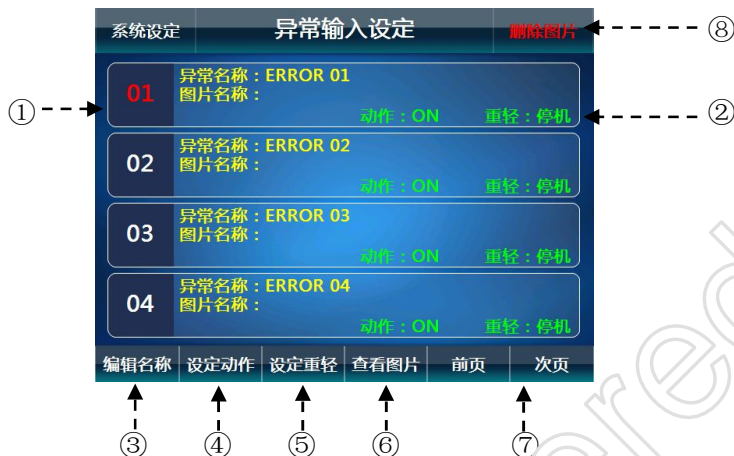 系统设定 异常输入设定 删除图片 ⑧
01 异常名称：ERROR 01
图片名称：
① 动作：ON 重轻：停机 ②
02 异常名称：ERROR 02
图片名称：
动作：ON 重轻：停机
03 异常名称：ERROR 03
图片名称：
动作：ON 重轻：停机
04 异常名称：ERROR 04
图片名称：
动作：ON 重轻：停机
编辑名称 设定动作 设定重轻 查看图片 前页 次页
③ ④ ⑤ ⑥ ⑦
ered